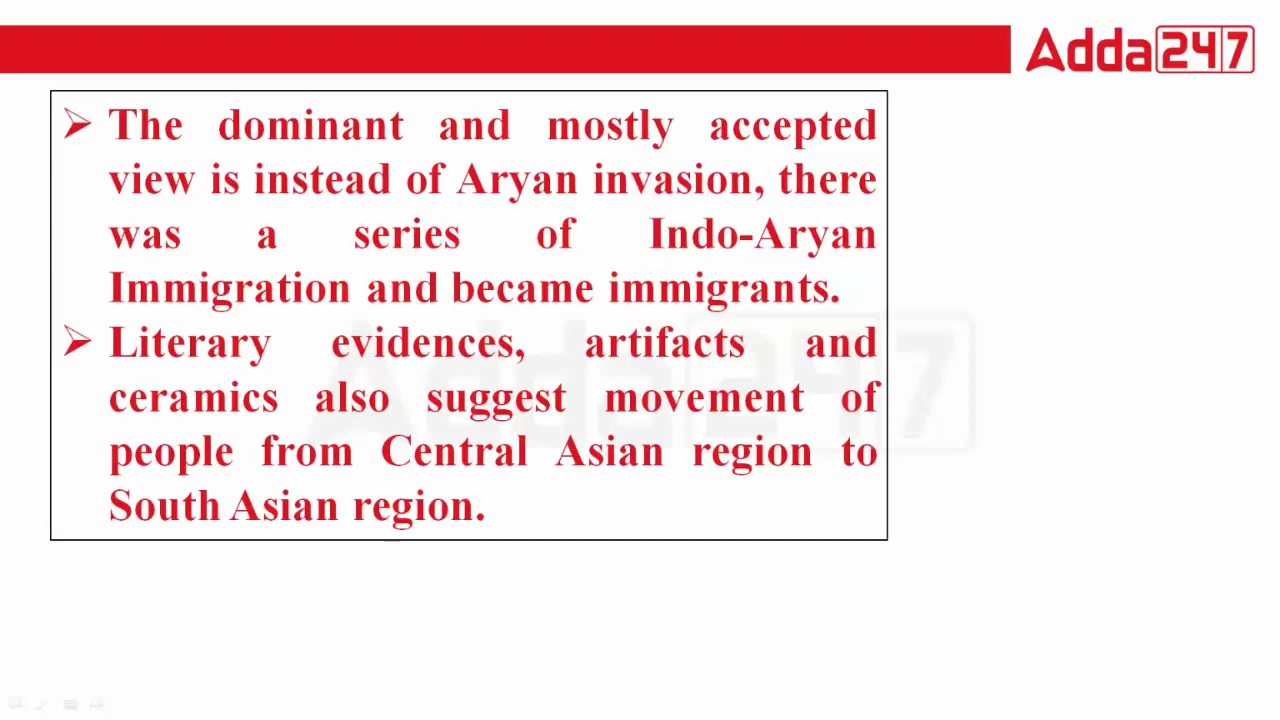 Adda247
➢ The dominant and mostly accepted
view is instead of Aryan invasion, there
was a series of Indo-Aryan
Immigration and became immigrants.
➢ Literary evidences, artifacts and
ceramics also suggest movement of
people from Central Asian region to
South Asian region.
Adda247